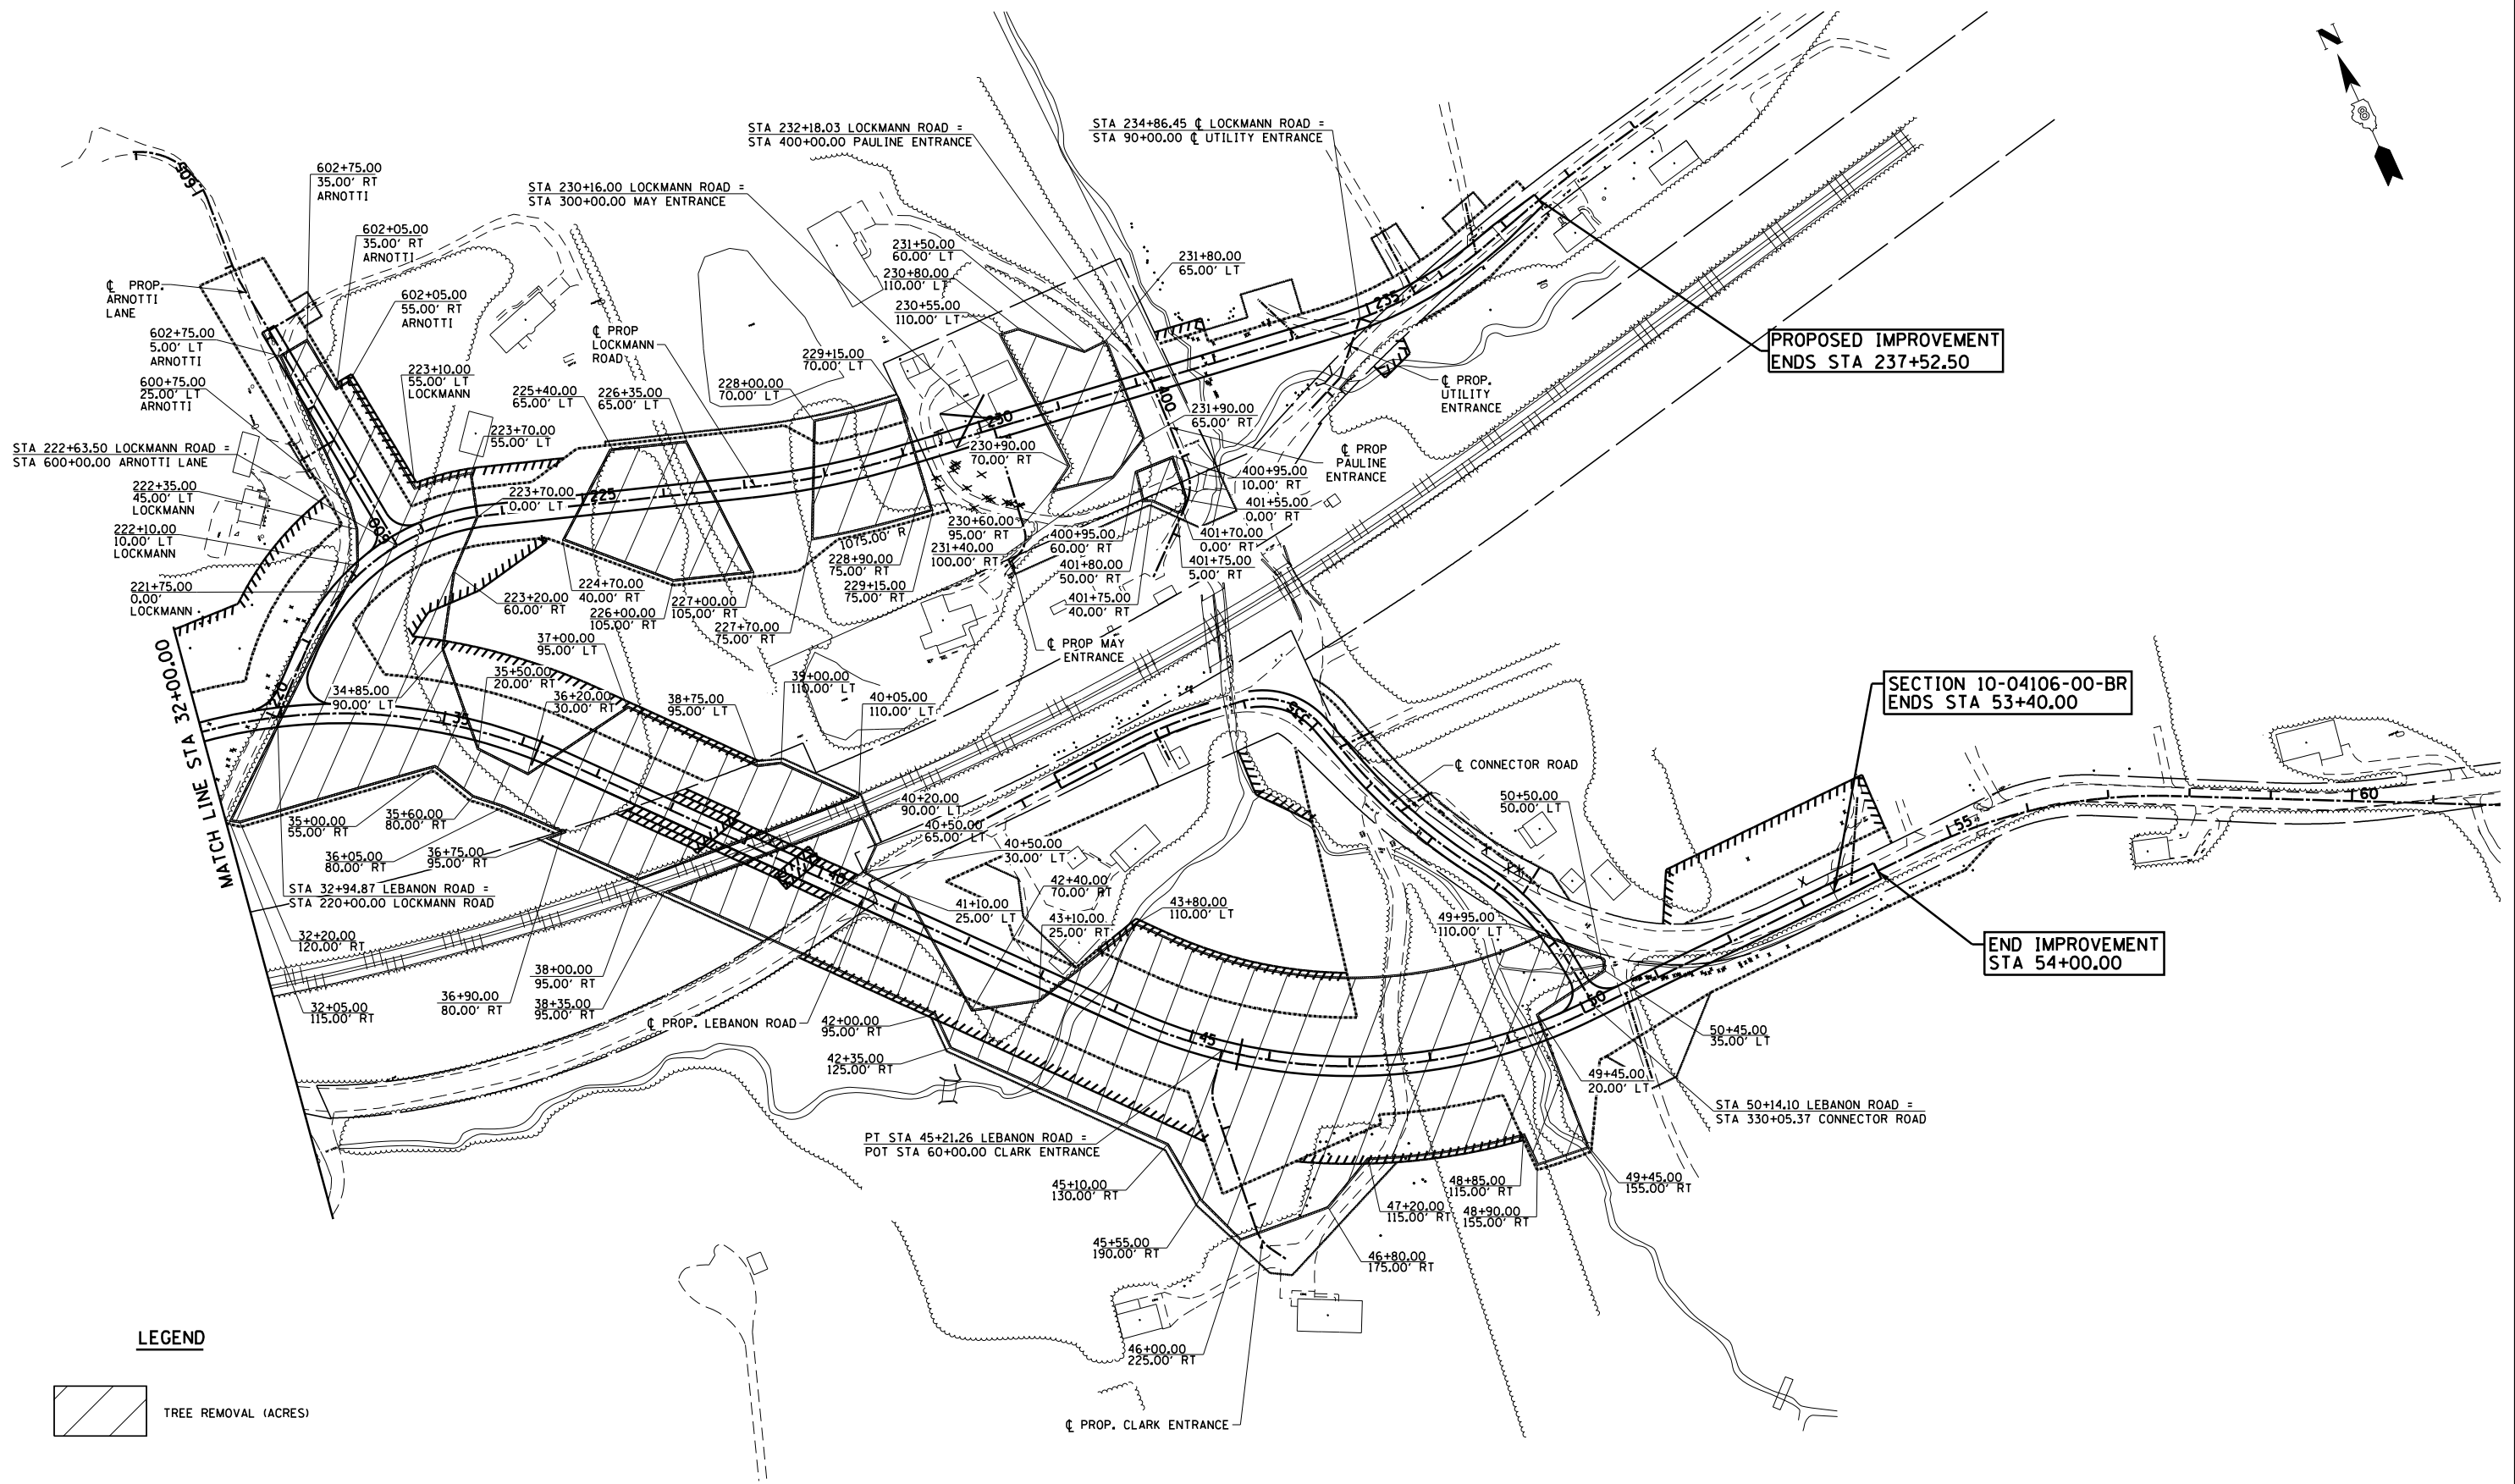 N
8
STA 232+18.03 LOCKMANN ROAD =
STA 400+00.00 PAULINE ENTRANCE
STA 234+86.45 ℄ LOCKMANN ROAD =
STA 90+00.00 ℄ UTILITY ENTRANCE
605
602+75.00
35.00' RT
ARNOTTI
STA 230+16.00 LOCKMANN ROAD =
STA 300+00.00 MAY ENTRANCE
602+05.00
35.00' RT
ARNOTTI
231+50.00
60.00' LT
230+80.00
110.00' LT
230+55.00
110.00' LT
231+80.00
65.00' LT
℄ PROP.
ARNOTTI
LANE
602+05.00
55.00' RT
ARNOTTI
235
602+75.00
5.00' LT
ARNOTTI
℄ PROP
LOCKMANN
ROAD
PROPOSED IMPROVEMENT
ENDS STA 237+52.50
600+75.00
25.00' LT
ARNOTTI
223+10.00
55.00' LT
LOCKMANN
225+40.00
65.00' LT
226+35.00
65.00' LT
228+00.00
70.00' LT
229+15.00
70.00' LT
℄ PROP.
UTILITY
ENTRANCE
400
230
223+70.00
55.00' LT
231+90.00
65.00' RT
STA 222+63.50 LOCKMANN ROAD =
STA 600+00.00 ARNOTTI LANE
230+90.00
70.00' RT
℄ PROP
PAULINE
ENTRANCE
222+35.00
45.00' LT
LOCKMANN
223+70.00
0.00' LT
225
400+95.00
10.00' RT
401+55.00
0.00' RT
222+10.00
10.00' LT
LOCKMANN
600
1075.00' R
230+60.00
95.00' RT
231+40.00
100.00' RT
400+95.00
60.00' RT
401+70.00
0.00' RT
401+75.00
5.00' RT
228+90.00
75.00' RT
229+15.00
75.00' RT
401+80.00
50.00' RT
401+75.00
40.00' RT
221+75.00
0.00'
LOCKMANN
223+20.00
60.00' RT
224+70.00
40.00' RT
226+00.00
105.00' RT
227+00.00
105.00' RT
227+70.00
75.00' RT
37+00.00
95.00' LT
℄ PROP MAY
ENTRANCE
MATCH LINE STA 32+00.00
220
34+85.00
90.00' LT
35+50.00
20.00' RT
36+20.00
30.00' RT
38+75.00
95.00' LT
39+00.00
110.00' LT
40+05.00
110.00' LT
SECTION 10-04106-00-BR
ENDS STA 53+40.00
35
335
℄ CONNECTOR ROAD
60
50+50.00
50.00' LT
55
40+20.00
90.00' LT
40+50.00
65.00' LT
40+50.00
30.00' LT
35+00.00
55.00' RT
35+60.00
80.00' RT
36+05.00
80.00' RT
36+75.00
95.00' RT
40
STA 32+94.87 LEBANON ROAD =
STA 220+00.00 LOCKMANN ROAD
42+40.00
70.00' RT
41+10.00
25.00' LT
43+10.00
25.00' RT
43+80.00
110.00' LT
49+95.00
110.00' LT
END IMPROVEMENT
STA 54+00.00
32+20.00
120.00' RT
32+05.00
115.00' RT
36+90.00
80.00' RT
38+00.00
95.00' RT
38+35.00
95.00' RT
℄ PROP. LEBANON ROAD
42+00.00
95.00' RT
42+35.00
125.00' RT
45
50
50+45.00
35.00' LT
49+45.00
20.00' LT
STA 50+14.10 LEBANON ROAD =
STA 330+05.37 CONNECTOR ROAD
PT STA 45+21.26 LEBANON ROAD =
POT STA 60+00.00 CLARK ENTRANCE
45+10.00
130.00' RT
48+85.00
115.00' RT
49+45.00
155.00' RT
47+20.00
115.00' RT
48+90.00
155.00' RT
45+55.00
190.00' RT
46+80.00
175.00' RT
46+00.00
225.00' RT
℄ PROP. CLARK ENTRANCE
LEGEND
TREE REMOVAL (ACRES)